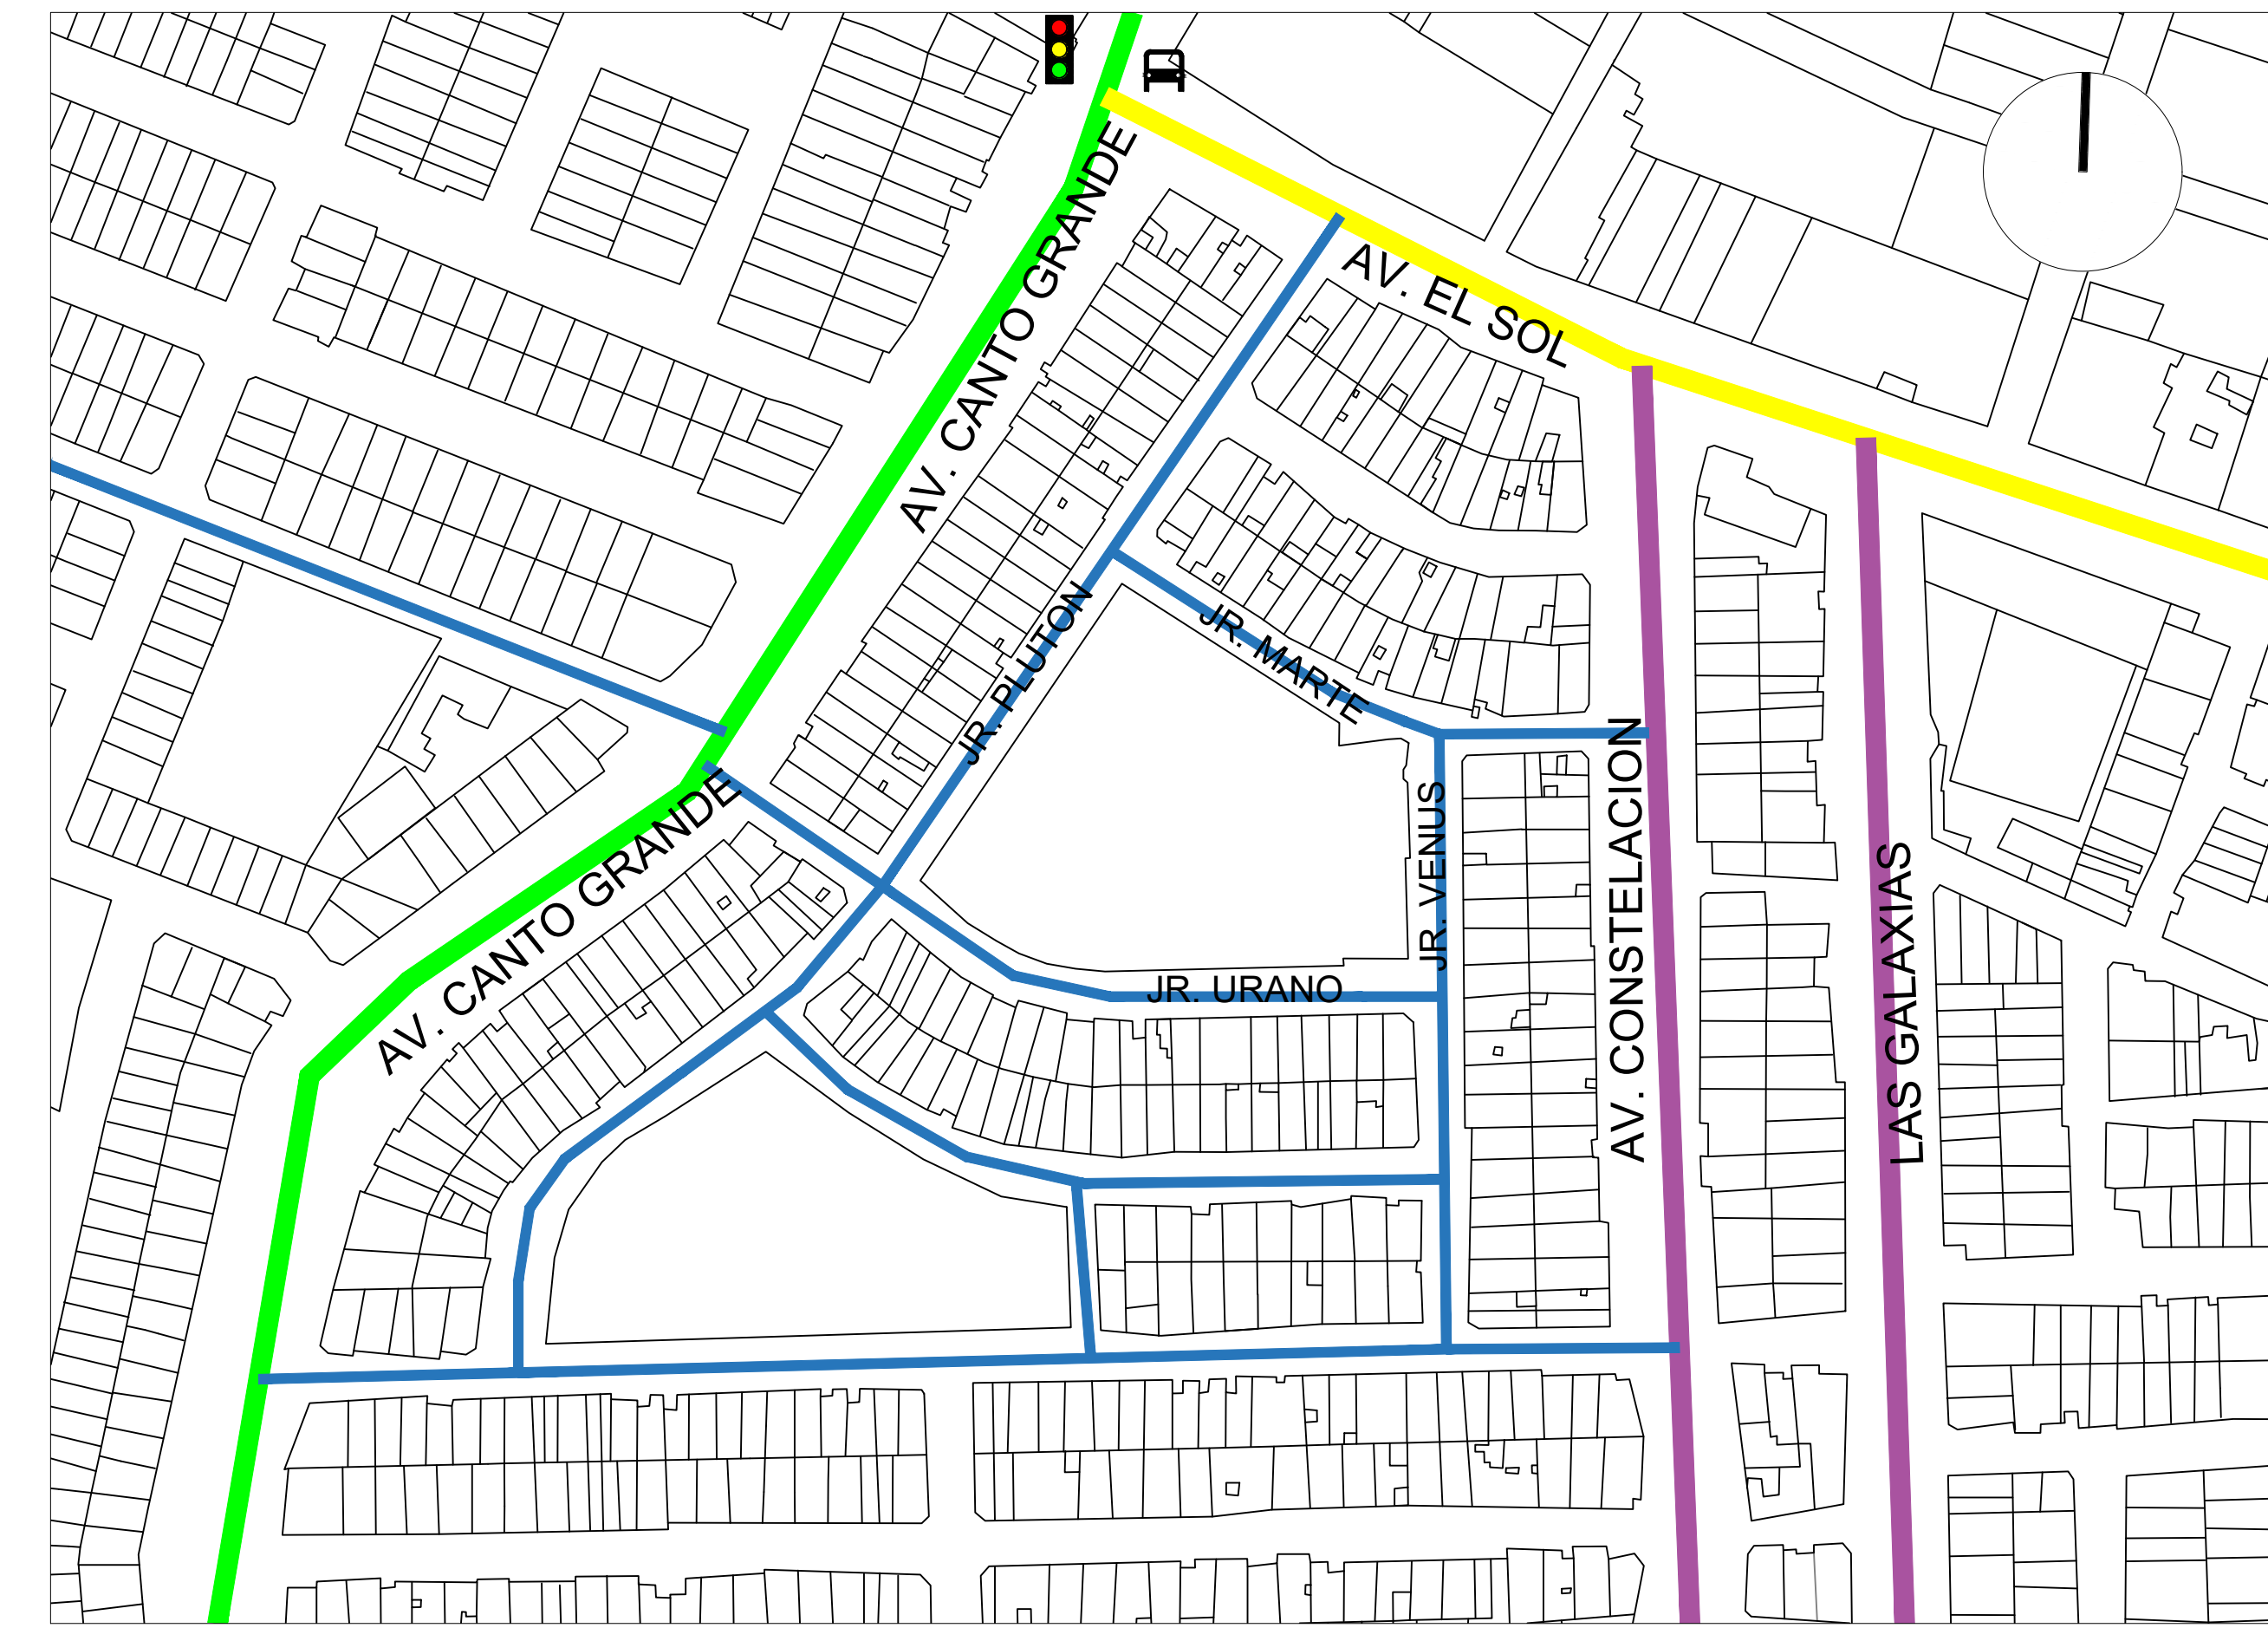 AV. CANTO GRANDE
AV. EL SOL
JR. PLUTON
JR. MARTE
AV. CANTO GRANDE
JR. VENUS
AV. CONSTELACION
LAS GALAXIAS
JR. URANO